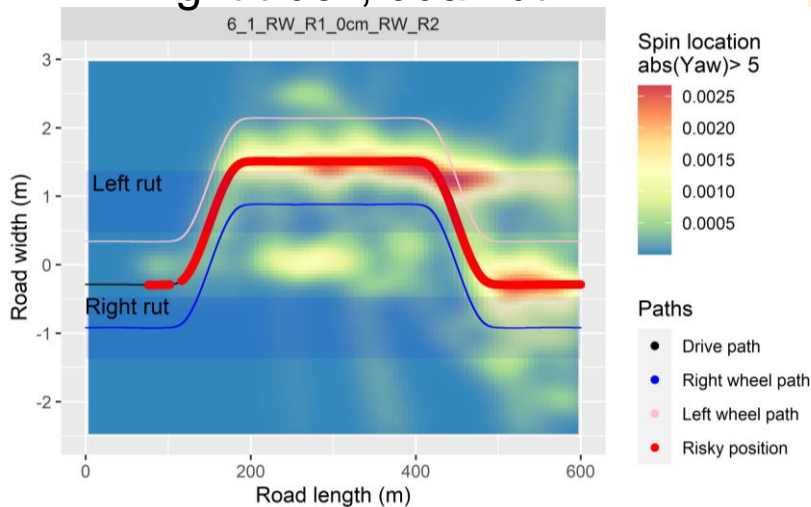 6_1_RW_R1_0cm_RW_R2
3
2
1
0
-1
-2
Road width (m)
Left rut
Right rut
0
200
400
600
Road length (m)
Spin location
abs(Yaw)> 5
0.0025
0.0020
0.0015
0.0010
0.0005
Paths
Drive path
Right wheel path
Left wheel path
Risky position